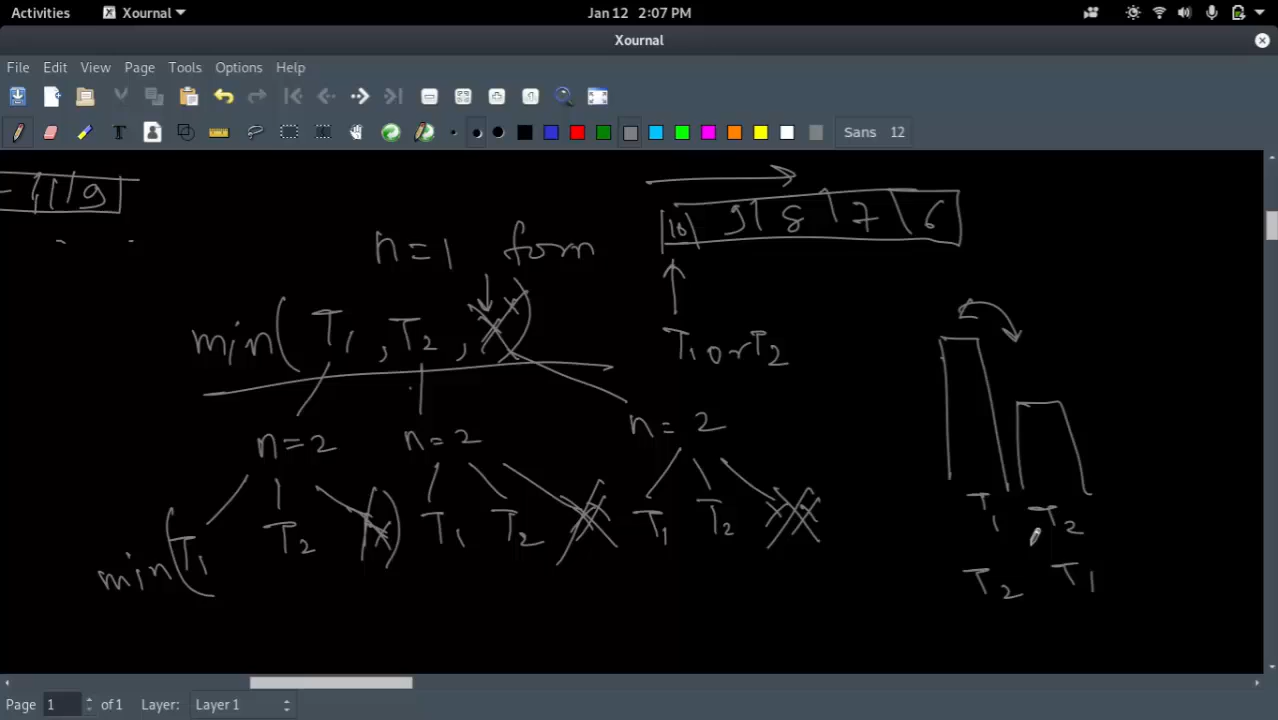 Activities Xournal Jan 12 2:07 PM
Xournal
File Edit View Page Tools Options Help
Sans 12
9
10 9 8 7 6
n=1 form
min( T1 , T2 , )
T1 or T2
n=2 n=2 n=2
min( T1 T2 ) T1 T2 T1 T2
T1 T2
T2 T1
Page 1 of 1 Layer: Layer 1